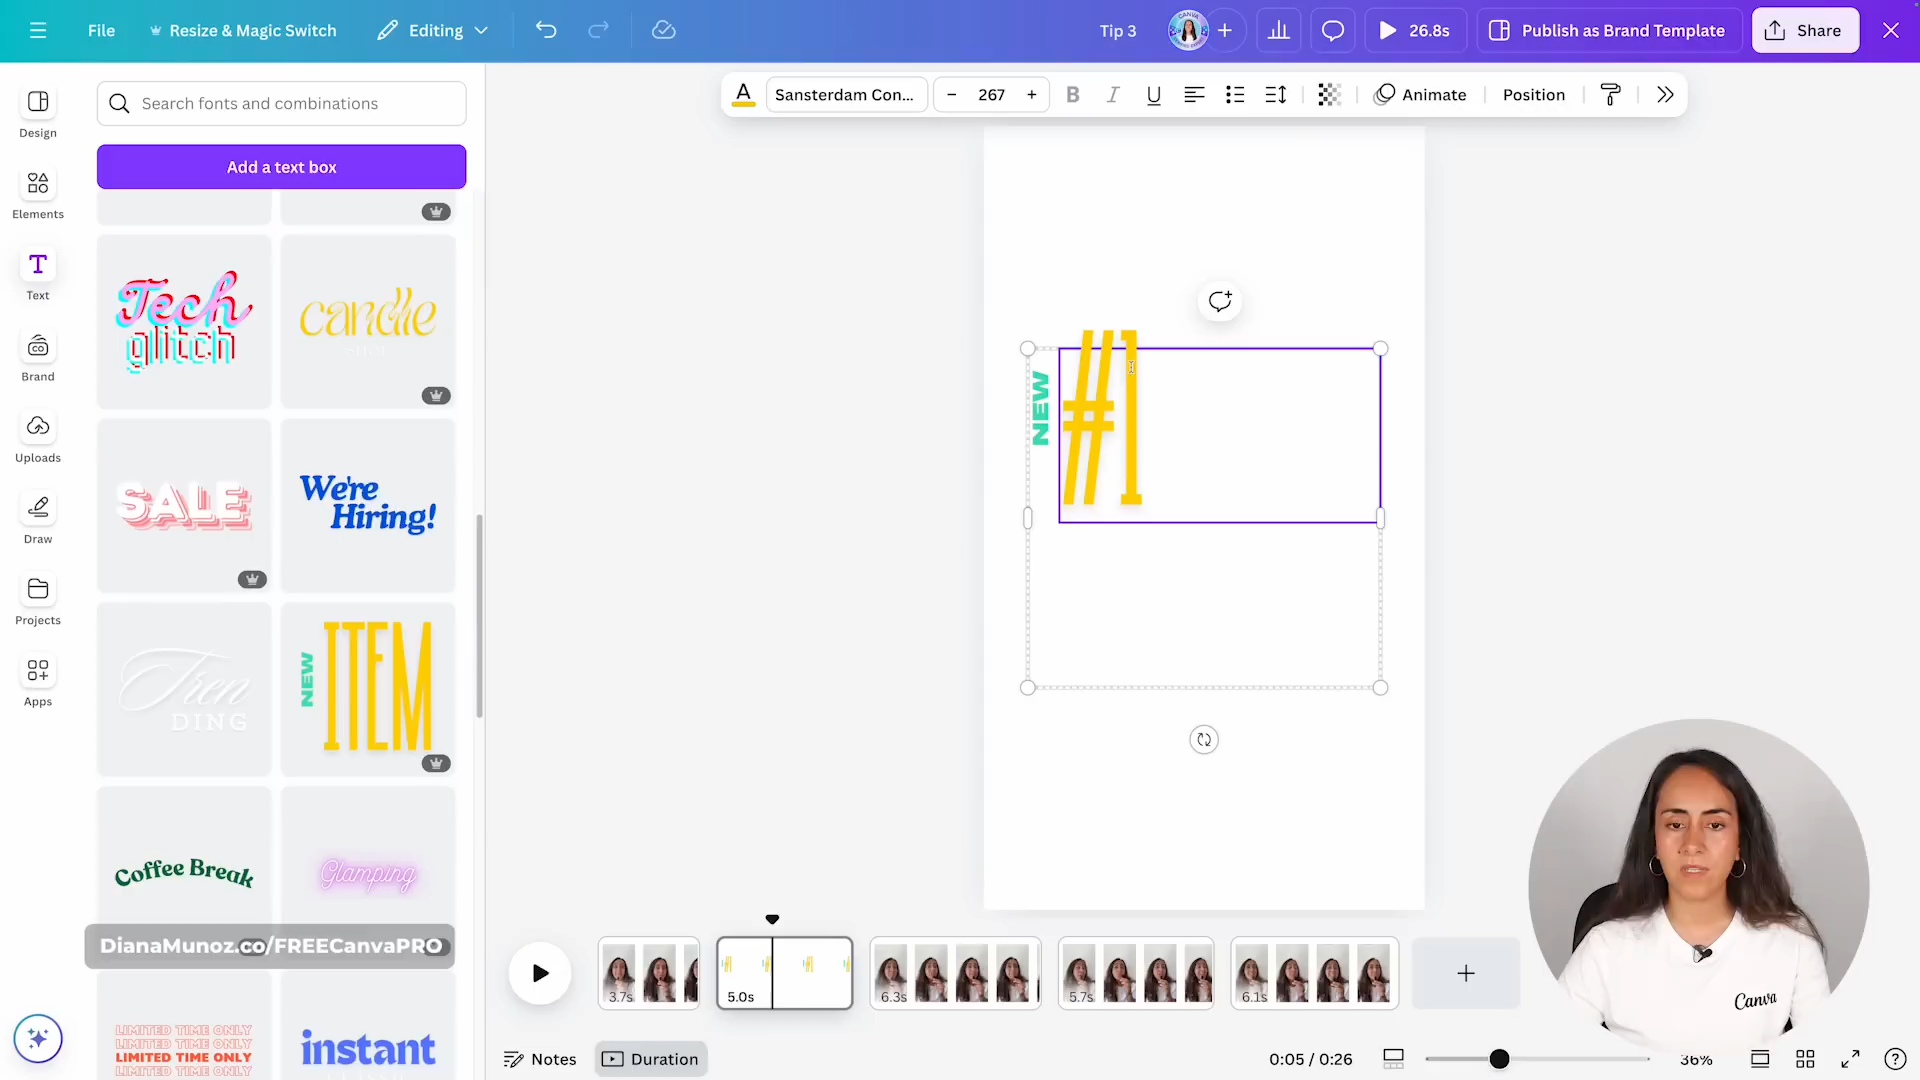 File
Resize & Magic Switch
Editing
Tip 3
CANVA
26.8s
Publish as Brand Template
Share
Design
Elements
Text
Brand
Uploads
Draw
Projects
Apps
Search fonts and combinations
Add a text box
Tech
glitch
candle
SALE
We're
Hiring!
Tren
DING
NEW
ITEM
Coffee Break
Glamping
DianaMunoz.co/FREECanvaPRO
LIMITED TIME ONLY
LIMITED TIME ONLY
LIMITED TIME ONLY
LIMITED TIME ONLY
instant
A
Sansterdam Con...
– 267 +
B
I
U
Animate
Position
NEW
#1
3.7s
5.0s
6.3s
5.7s
6.1s
Notes
Duration
0:05 / 0:26
36%
Canva